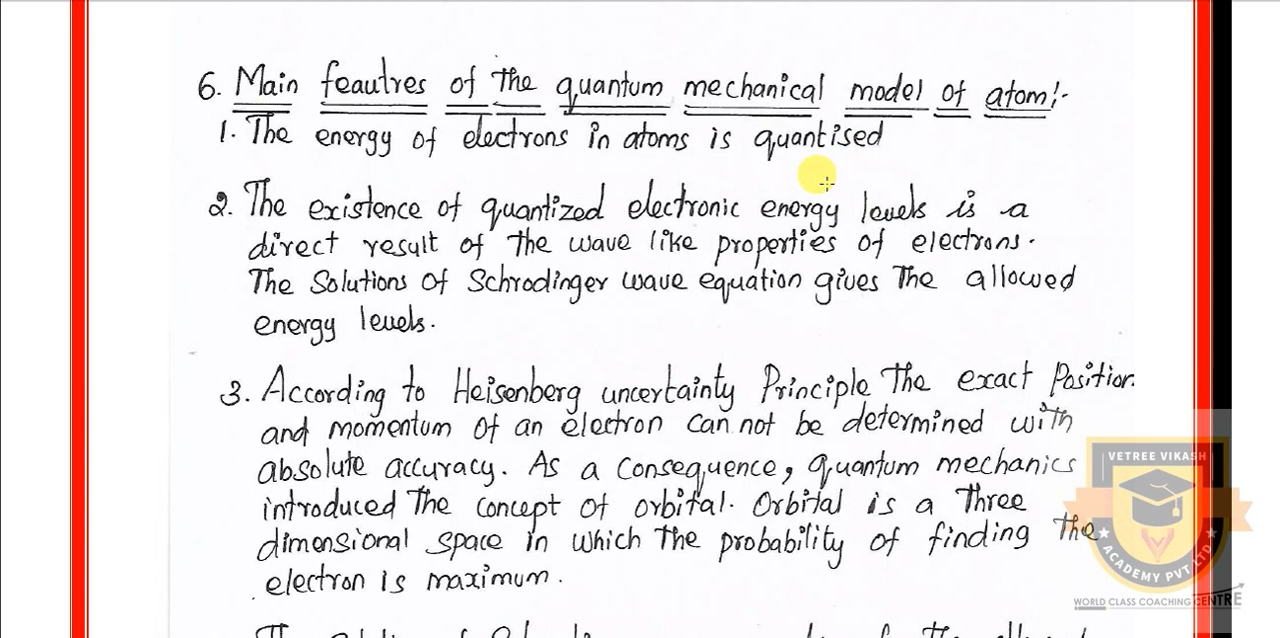 6. Main feautres of the quantum mechanical model of atom:-
1. The energy of electrons in atoms is quantised
2. The existence of quantized electronic energy levels is a
direct result of the wave like properties of electrons.
The Solutions of Schrodinger wave equation gives The allowed
energy levels.
3. According to Heisenberg uncertainty Principle The exact Position
and momentum of an electron can not be determined with
absolute accuracy. As a Consequence, quantum mechanics
introduced The concept of orbital. Orbital is a Three
dimensional space in which The probability of finding the
electron is maximum.
VETREE VIKASH
ACADEMY PVT LTD
WORLD CLASS COACHING CENTRE